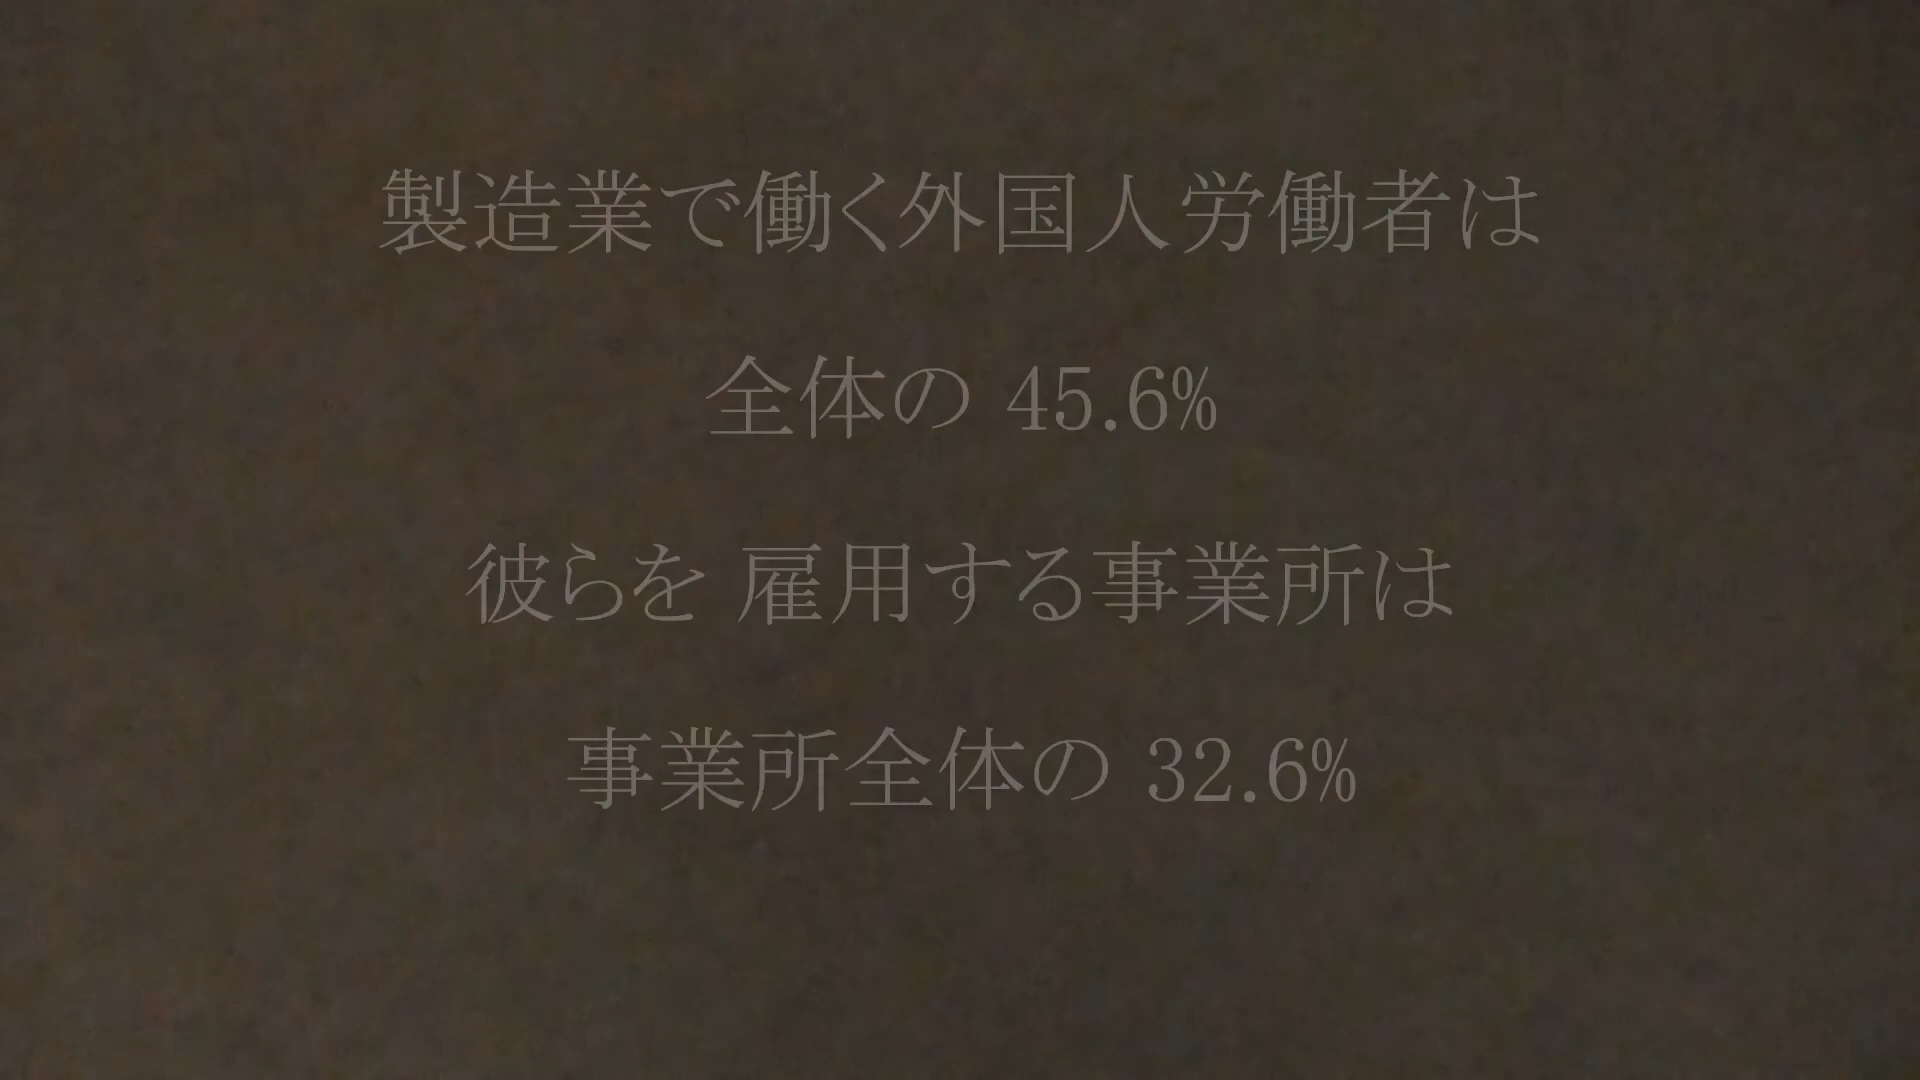 製造業で働く外国人労働者は
全体の 45.6%
彼らを 雇用する事業所は
事業所全体の 32.6%